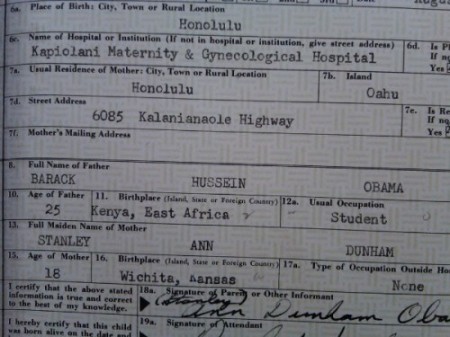 6a. Place of Birth: City, Town or Rural Location
Honolulu
6c. Name of Hospital or Institution (If not in hospital or institution, give street address) 6d.
Kapiolani Maternity & Gynecological Hospital
7a. Usual Residence of Mother: City, Town or Rural Location 7b. Island
Honolulu Oahu
7d. Street Address 7e.
6085 Kalanianaole Highway
7f. Mother's Mailing Address
8. Full Name of Father
BARACK HUSSEIN OBAMA
10. Age of Father 11. Birthplace (Island, State or Foreign Country) 12a. Usual Occupation
25 Kenya, East Africa Student
13. Full Maiden Name of Mother
STANLEY ANN DUNHAM
15. Age of Mother 16. Birthplace (Island, State or Foreign Country) 17a. Type of Occupation Outside
18 Wichita, Kansas None
I certify that the above stated 18a. Signature of Parent or Other Informant
information is true and correct (Stanley)
to the best of my knowledge. Ann Dunham Oba
I hereby certify that this child 19a. Signature of Attendant
was born alive on the date and